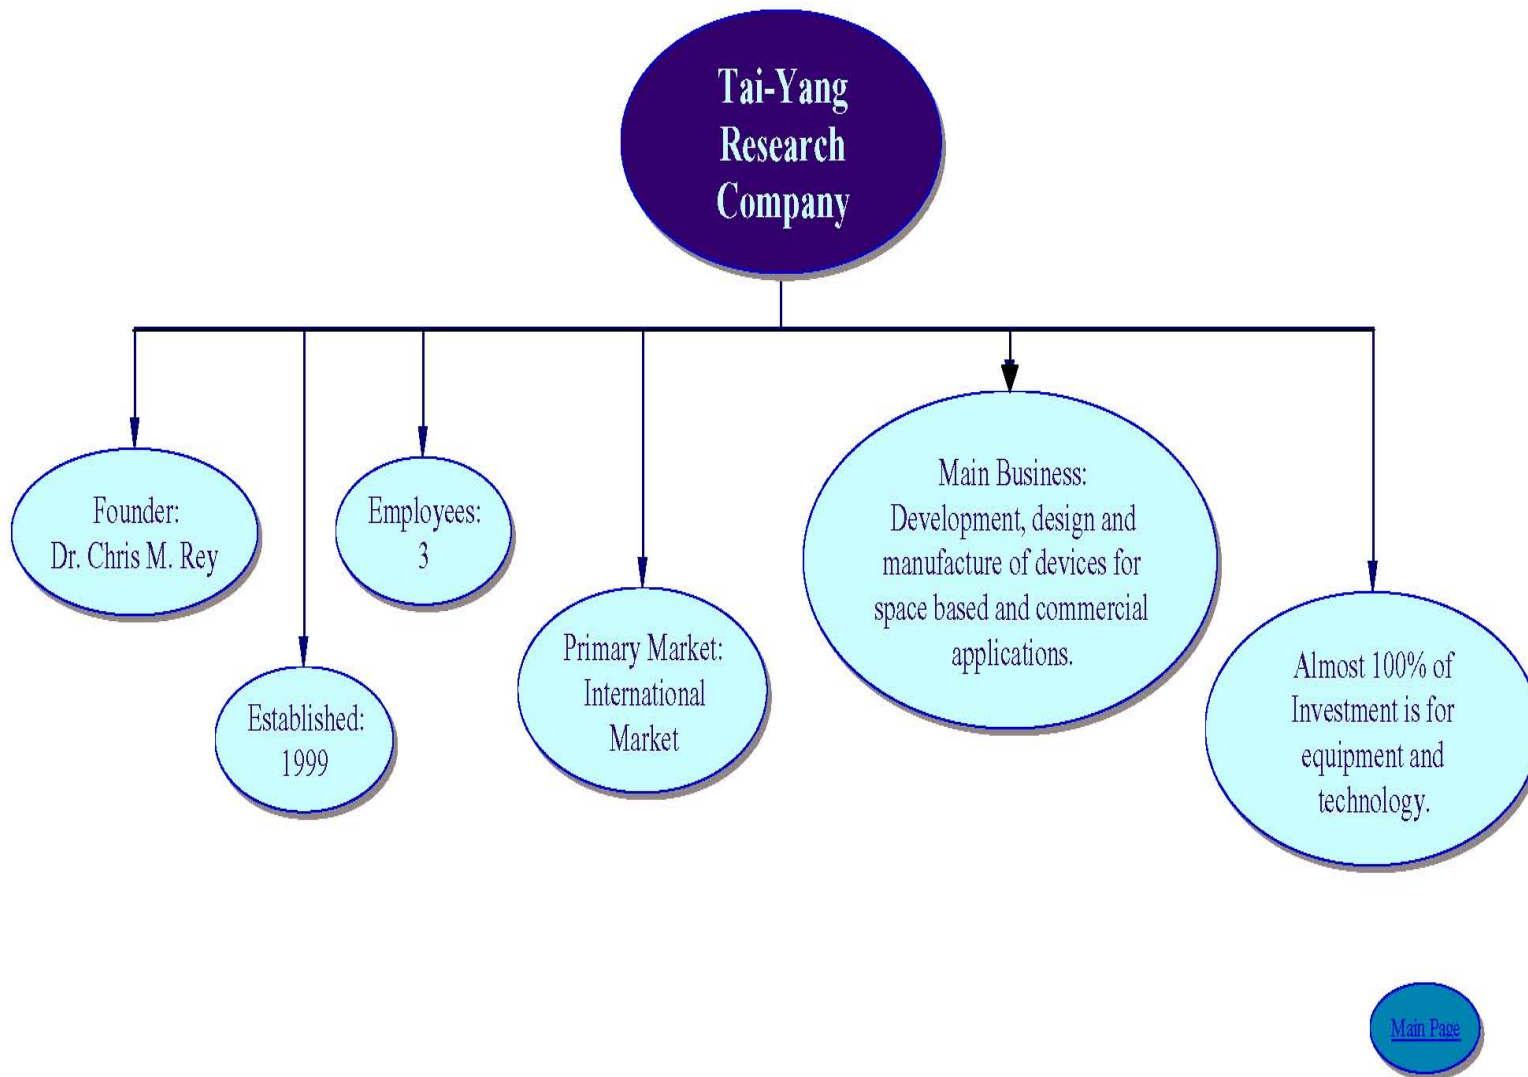 Tai-Yang
Research
Company
Founder:
Dr. Chris M. Rey
Established:
1999
Employees:
3
Primary Market:
International
Market
Main Business:
Development, design and
manufacture of devices for
space based and commercial
applications.
Almost 100% of
Investment is for
equipment and
technology.
Main Page